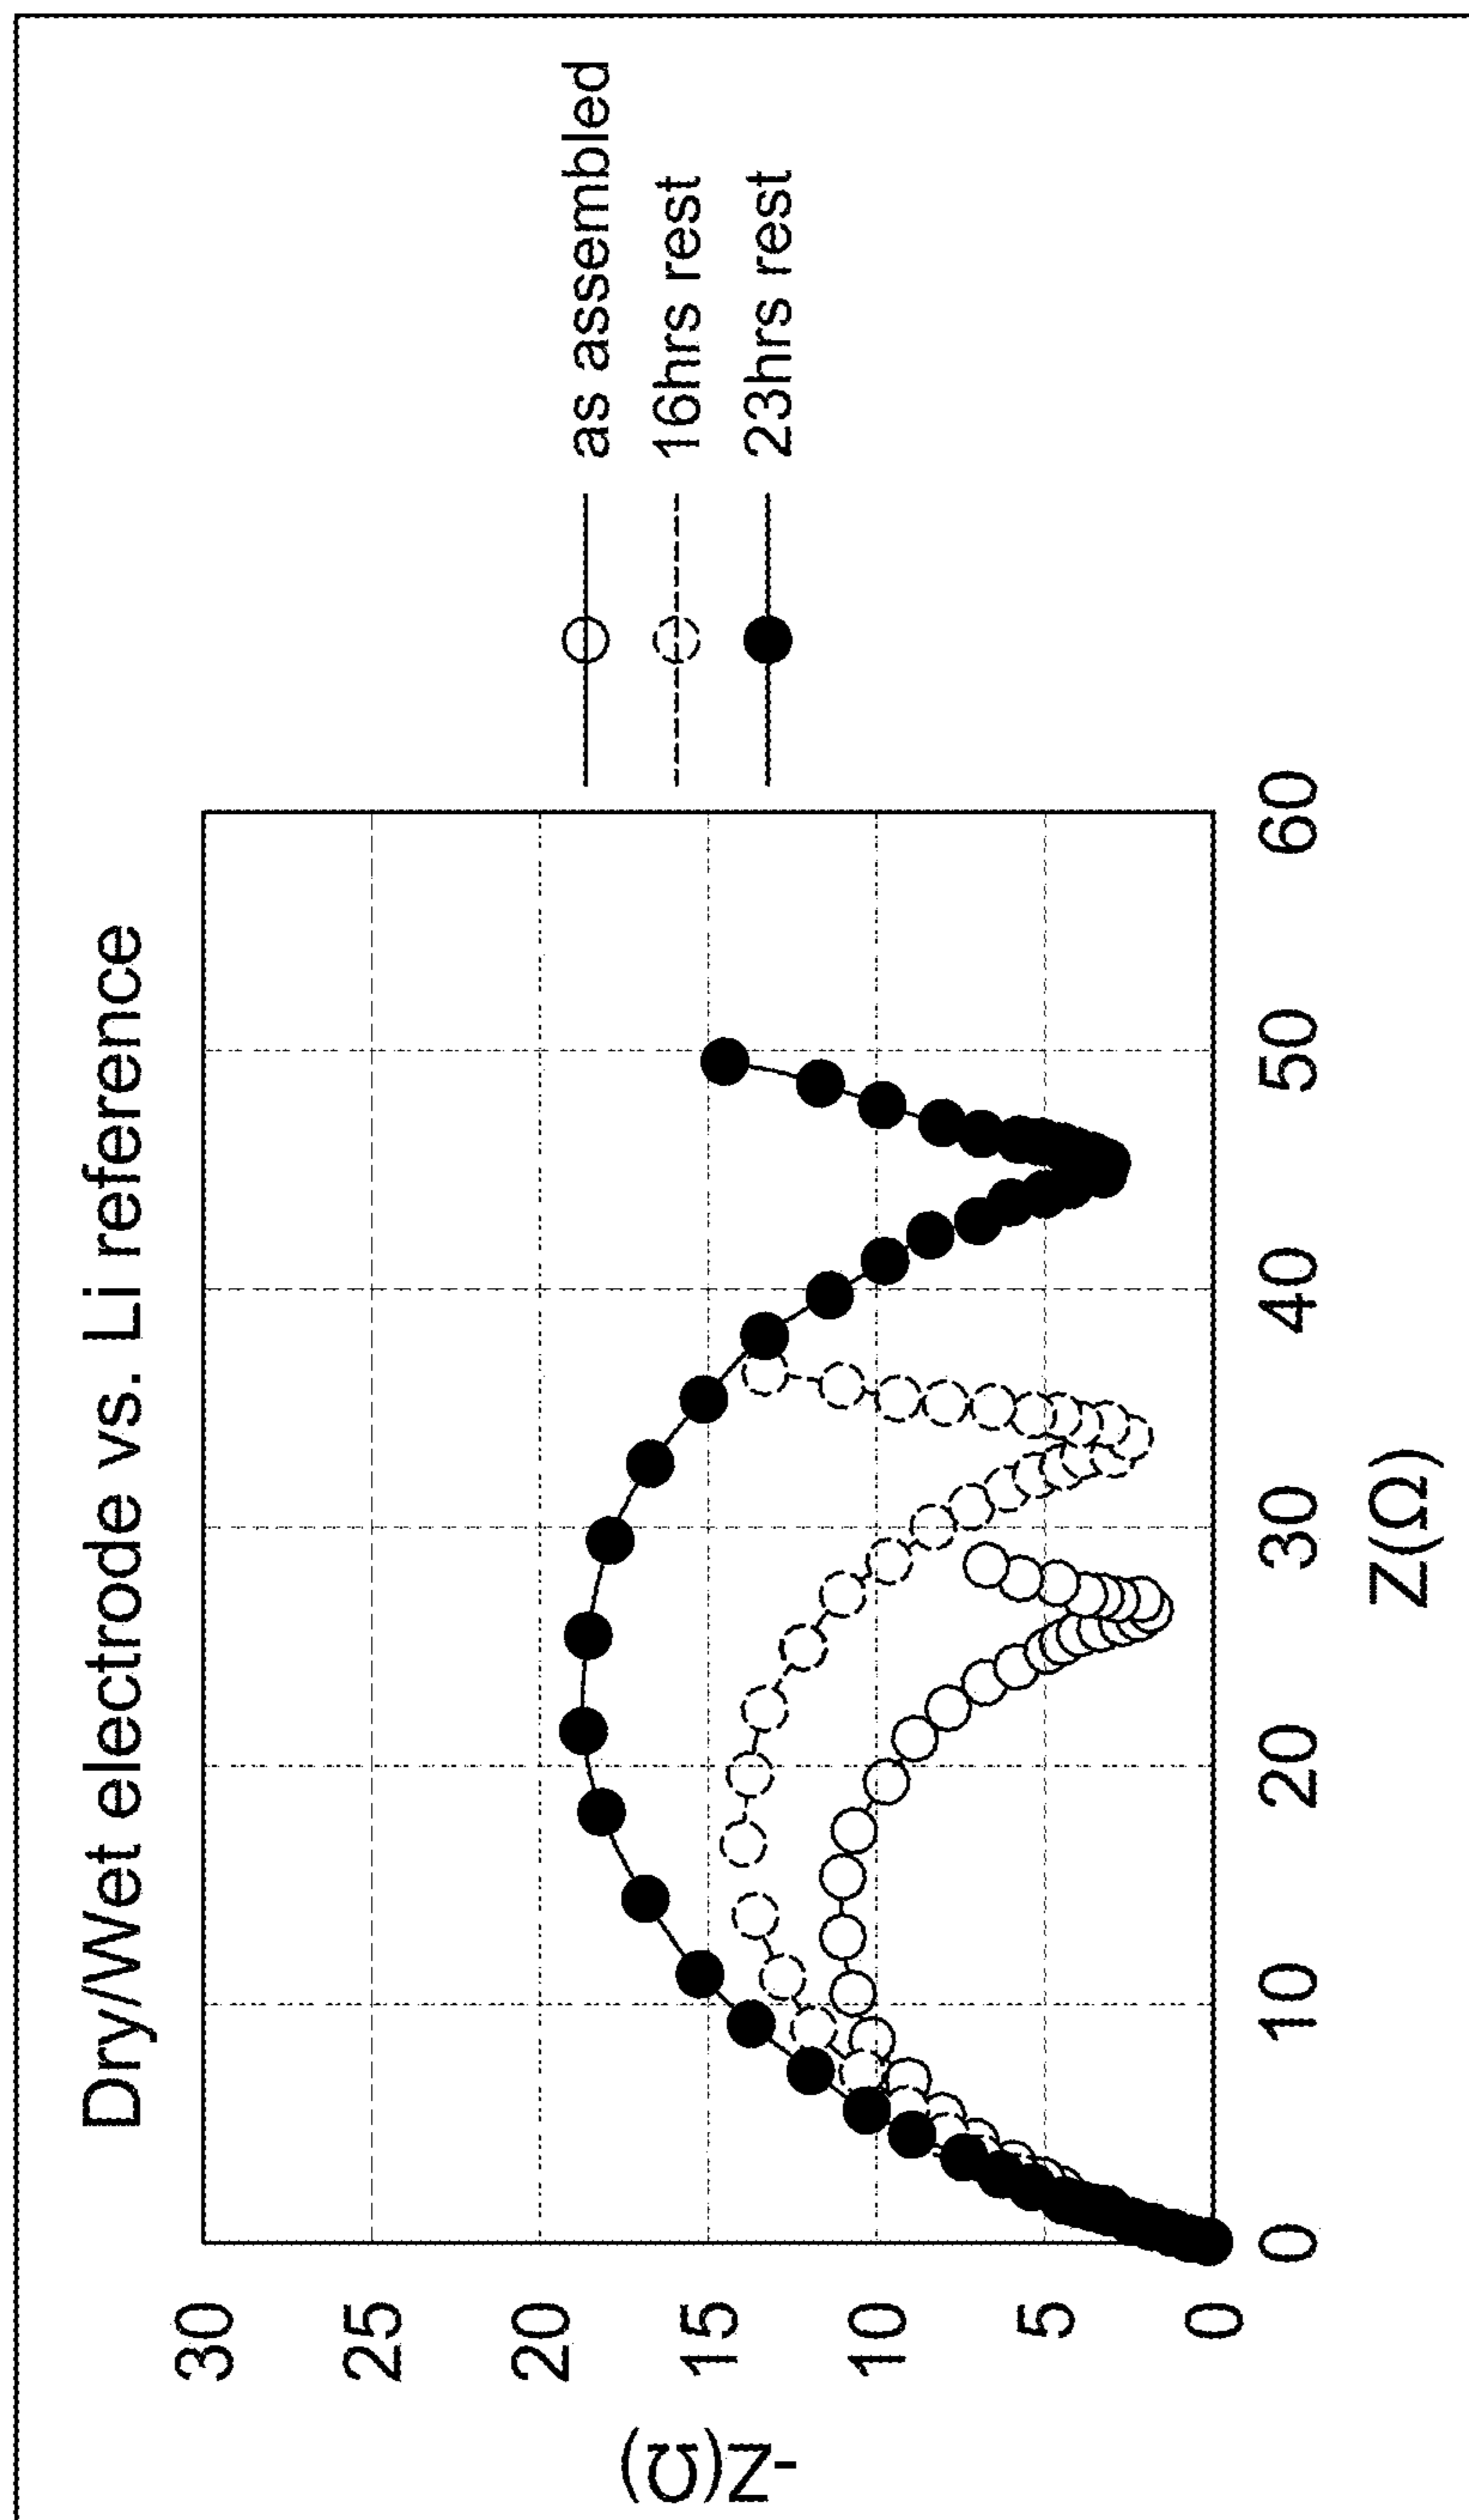 Dry/Wet electrode vs. Li reference
30
25
20
15
10
5
0
-Z(Ω)
0
10
20
30
40
50
60
Z(Ω)
as assembled
16hrs rest
23hrs rest